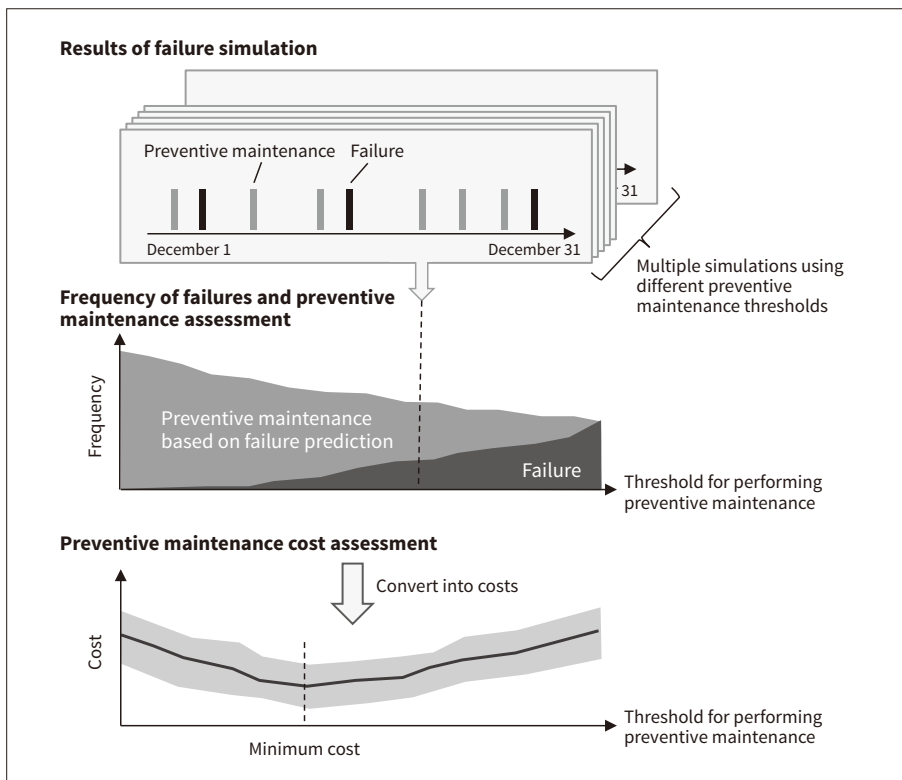 Results of failure simulation
Preventive maintenance
Failure
31
December 1
December 31
Multiple simulations using
different preventive
maintenance thresholds
Frequency of failures and preventive
maintenance assessment
Frequency
Preventive maintenance
based on failure prediction
Failure
Threshold for performing
preventive maintenance
Preventive maintenance cost assessment
Convert into costs
Cost
Threshold for performing
preventive maintenance
Minimum cost